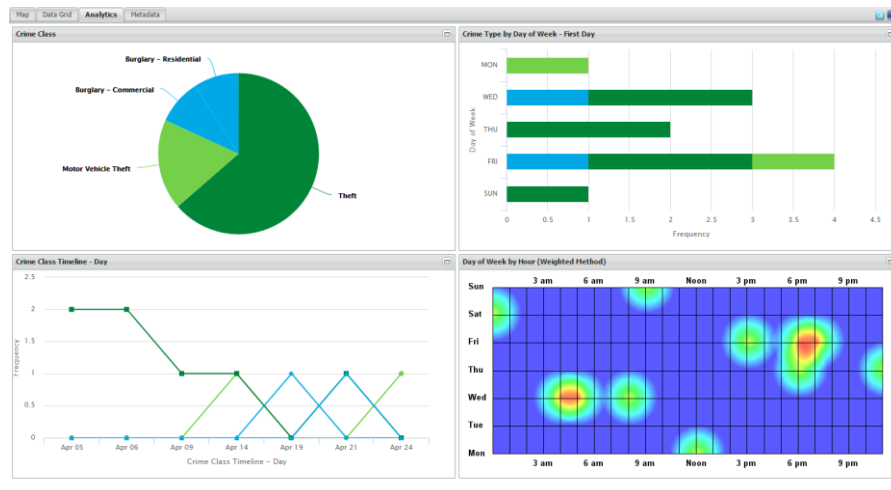 Map Data Grid Analytics Metadata
Crime Class
Burglary – Residential
Burglary – Commercial
Motor Vehicle Theft
Theft
Crime Type by Day of Week - First Day
Day of Week
MON
WED
THU
FRI
SUN
0 0.5 1 1.5 2 2.5 3 3.5 4 4.5
Frequency
Crime Class Timeline - Day
Frequency
2.5
2
1.5
1
0.5
0
Apr 05 Apr 06 Apr 09 Apr 14 Apr 19 Apr 21 Apr 24
Crime Class Timeline – Day
Day of Week by Hour (Weighted Method)
3 am 6 am 9 am Noon 3 pm 6 pm 9 pm
Sun
Sat
Fri
Thu
Wed
Tue
Mon
3 am 6 am 9 am Noon 3 pm 6 pm 9 pm